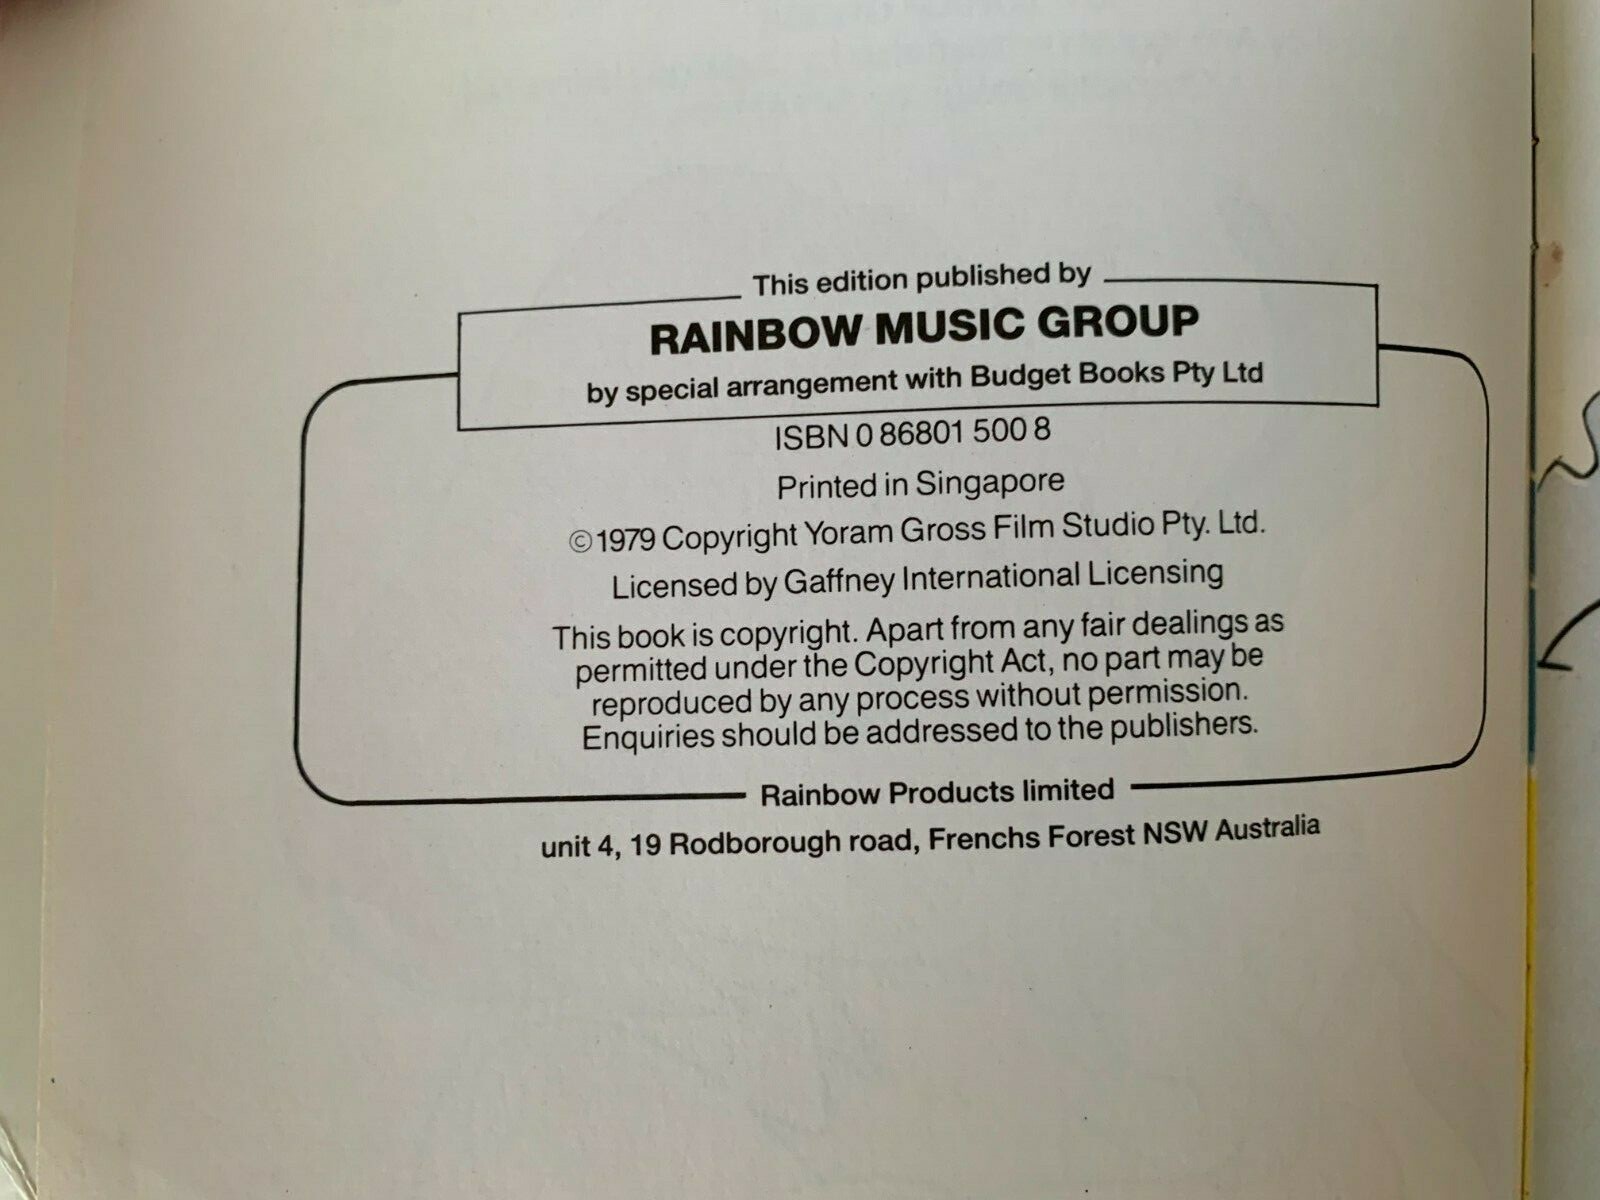 This edition published by
RAINBOW MUSIC GROUP
by special arrangement with Budget Books Pty Ltd
ISBN 0 86801 500 8
Printed in Singapore
©1979 Copyright Yoram Gross Film Studio Pty. Ltd.
Licensed by Gaffney International Licensing
This book is copyright. Apart from any fair dealings as
permitted under the Copyright Act, no part may be
reproduced by any process without permission.
Enquiries should be addressed to the publishers.
Rainbow Products limited
unit 4, 19 Rodborough road, Frenchs Forest NSW Australia